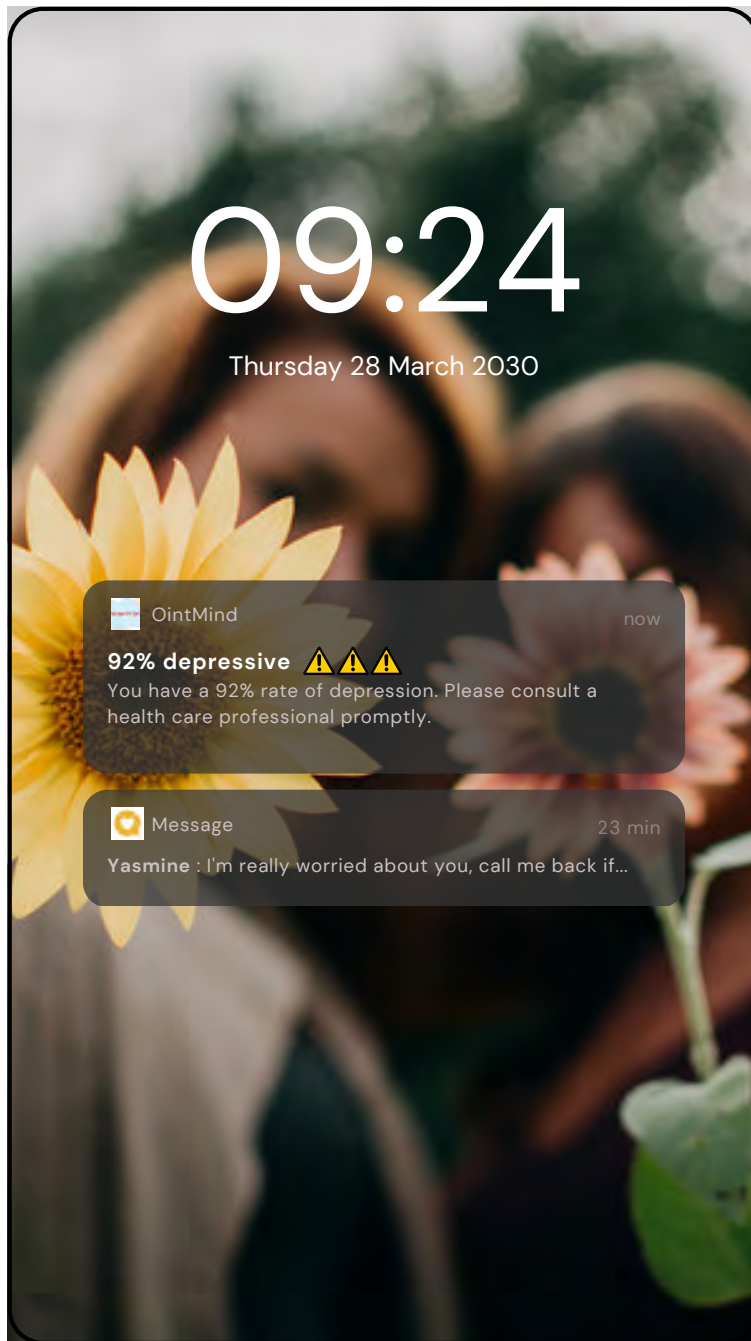 09:24
Thursday 28 March 2030
OintMind
now
92% depressive ⚠️⚠️⚠️
You have a 92% rate of depression. Please consult a
health care professional promptly.
Message
23 min
Yasmine : I'm really worried about you, call me back if...